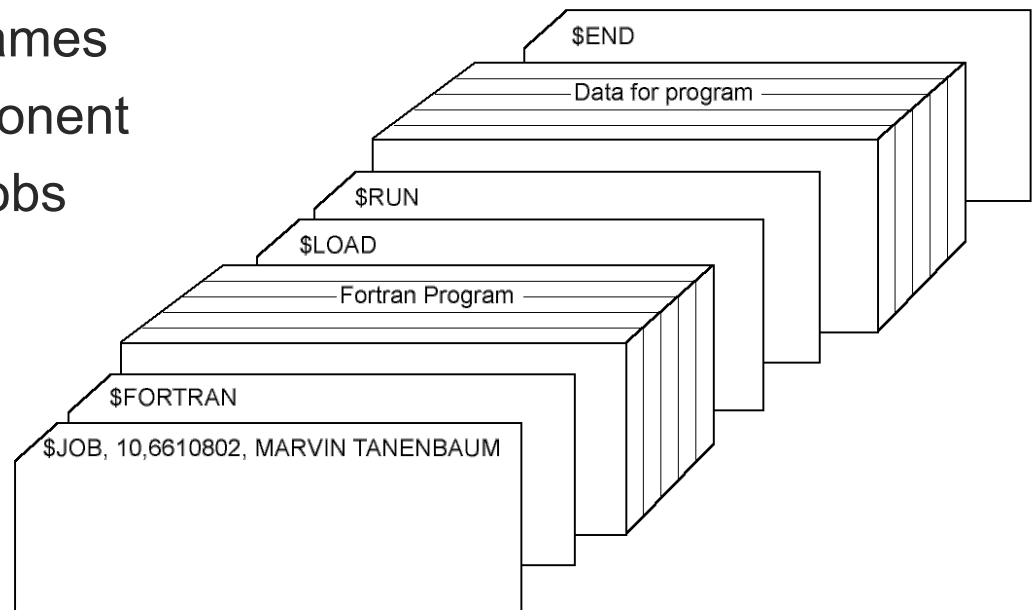 ames
onent
obs
$END
Data for program
$RUN
$LOAD
Fortran Program
$FORTRAN
$JOB, 10,6610802, MARVIN TANENBAUM